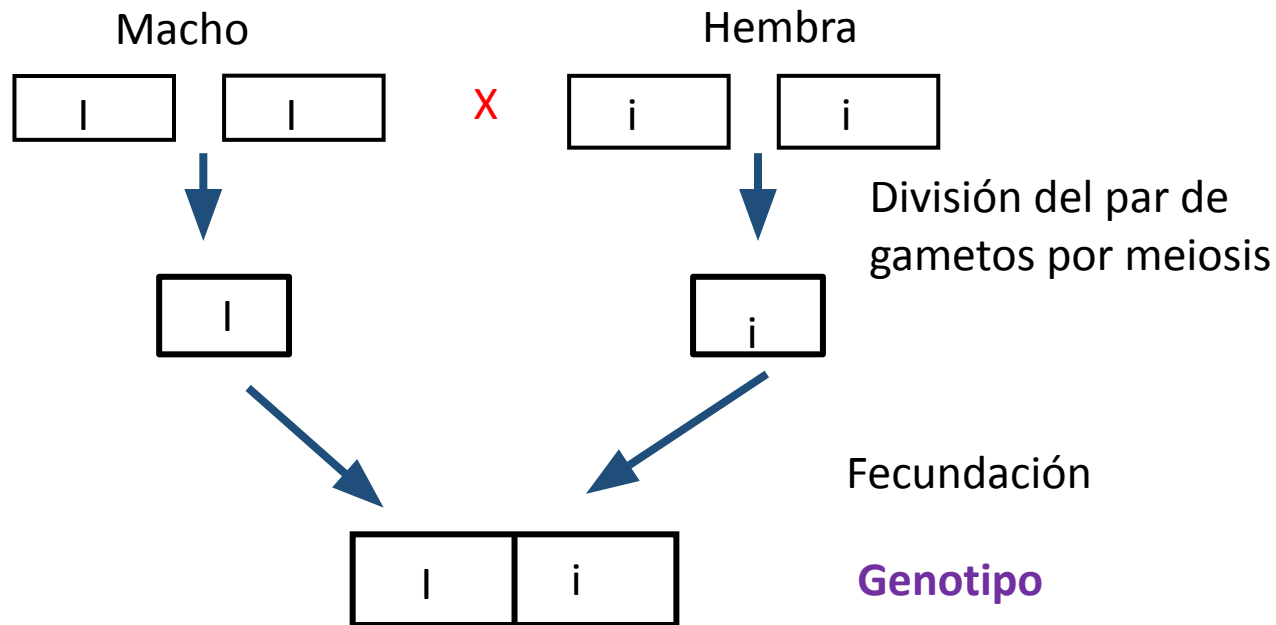 Macho
Hembra
I I X i i
División del par de
gametos por meiosis
I i
Fecundación
I i
Genotipo